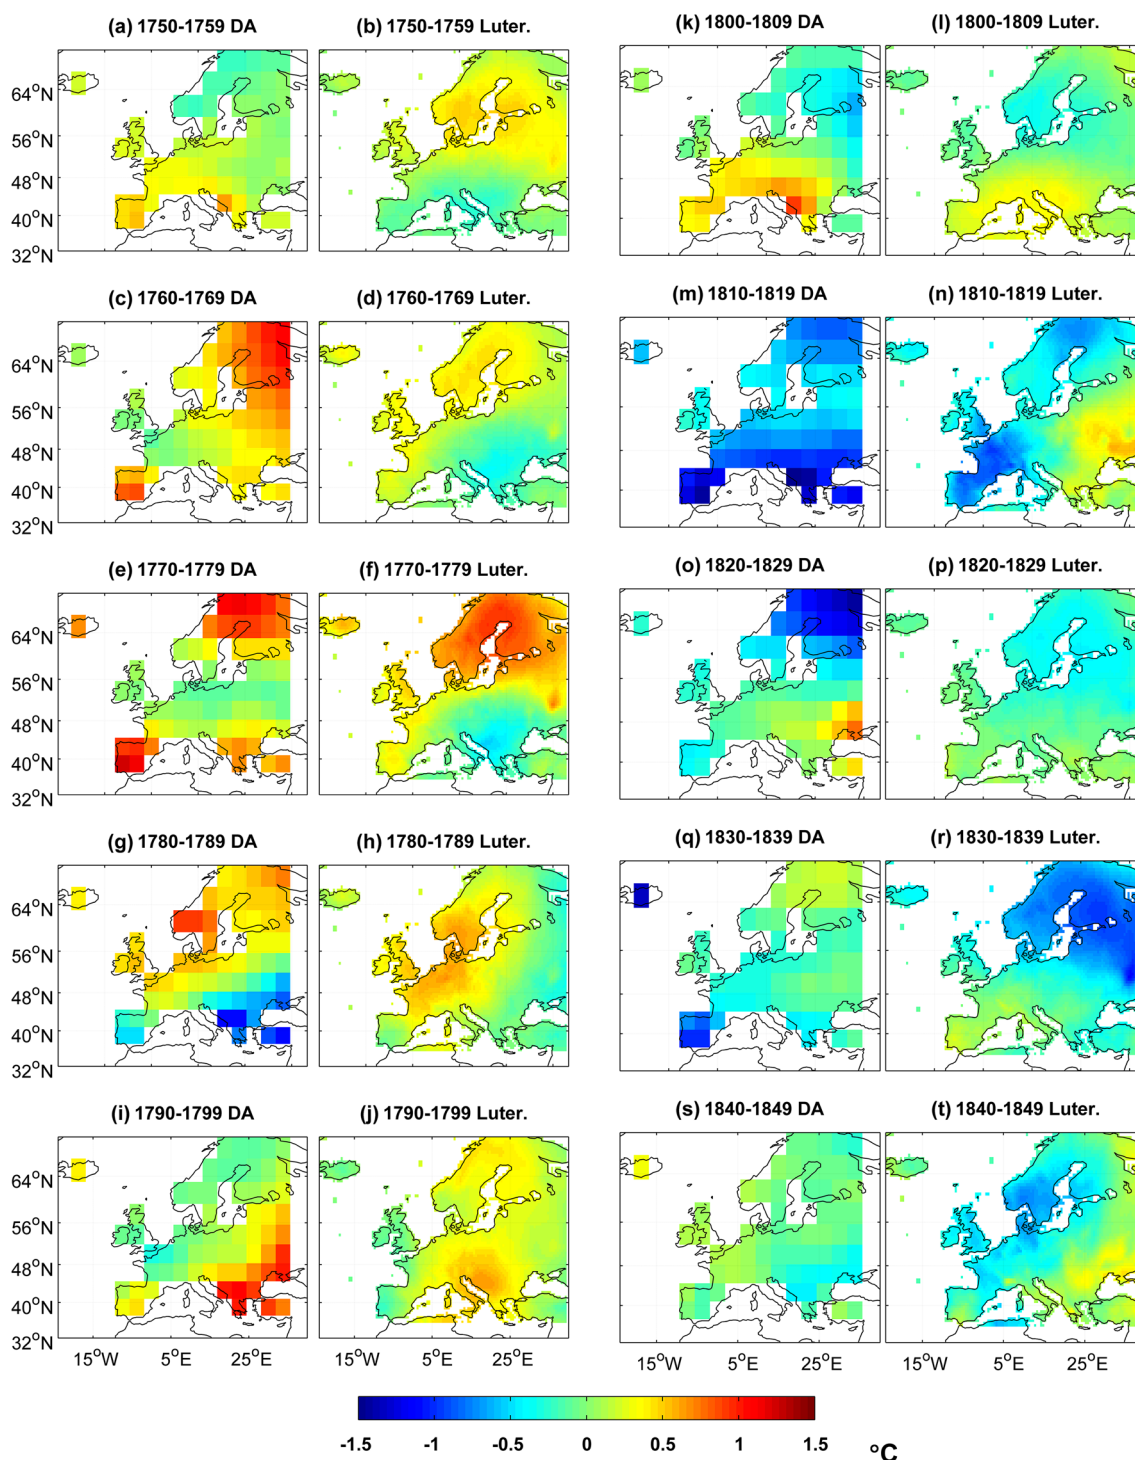 (a) 1750-1759 DA
(b) 1750-1759 Luter.
(k) 1800-1809 DA
(l) 1800-1809 Luter.
64°N
56°N
48°N
40°N
32°N
(c) 1760-1769 DA
(d) 1760-1769 Luter.
(m) 1810-1819 DA
(n) 1810-1819 Luter.
64°N
56°N
48°N
40°N
32°N
(e) 1770-1779 DA
(f) 1770-1779 Luter.
(o) 1820-1829 DA
(p) 1820-1829 Luter.
64°N
56°N
48°N
40°N
32°N
(g) 1780-1789 DA
(h) 1780-1789 Luter.
(q) 1830-1839 DA
(r) 1830-1839 Luter.
64°N
56°N
48°N
40°N
32°N
(i) 1790-1799 DA
(j) 1790-1799 Luter.
(s) 1840-1849 DA
(t) 1840-1849 Luter.
64°N
56°N
48°N
40°N
32°N
15°W 5°E 25°E 15°W 5°E 25°E 15°W 5°E 25°E 15°W 5°E 25°E
-1.5 -1 -0.5 0 0.5 1 1.5
°C